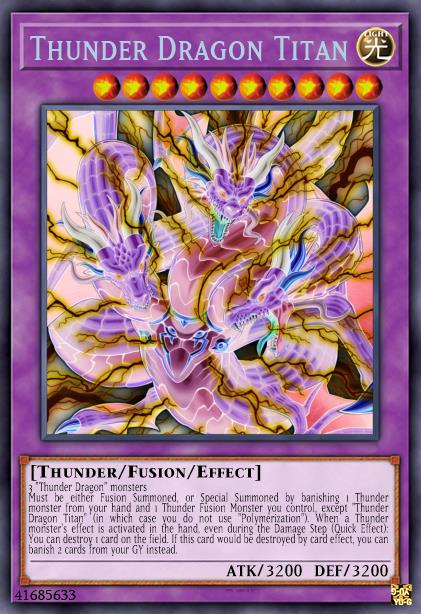 THUNDER DRAGON TITAN
LIGHT
光
[THUNDER/FUSION/EFFECT]
3 "Thunder Dragon" monsters
Must be either Fusion Summoned, or Special Summoned by banishing 1 Thunder
monster from your hand and 1 Thunder Fusion Monster you control, except "Thunder
Dragon Titan" (in which case you do not use "Polymerization"). When a Thunder
monster's effect is activated in the hand, even during the Damage Step (Quick Effect):
You can destroy 1 card on the field. If this card would be destroyed by card effect, you can
banish 2 cards from your GY instead.
ATK/3200 DEF/3200
41685633